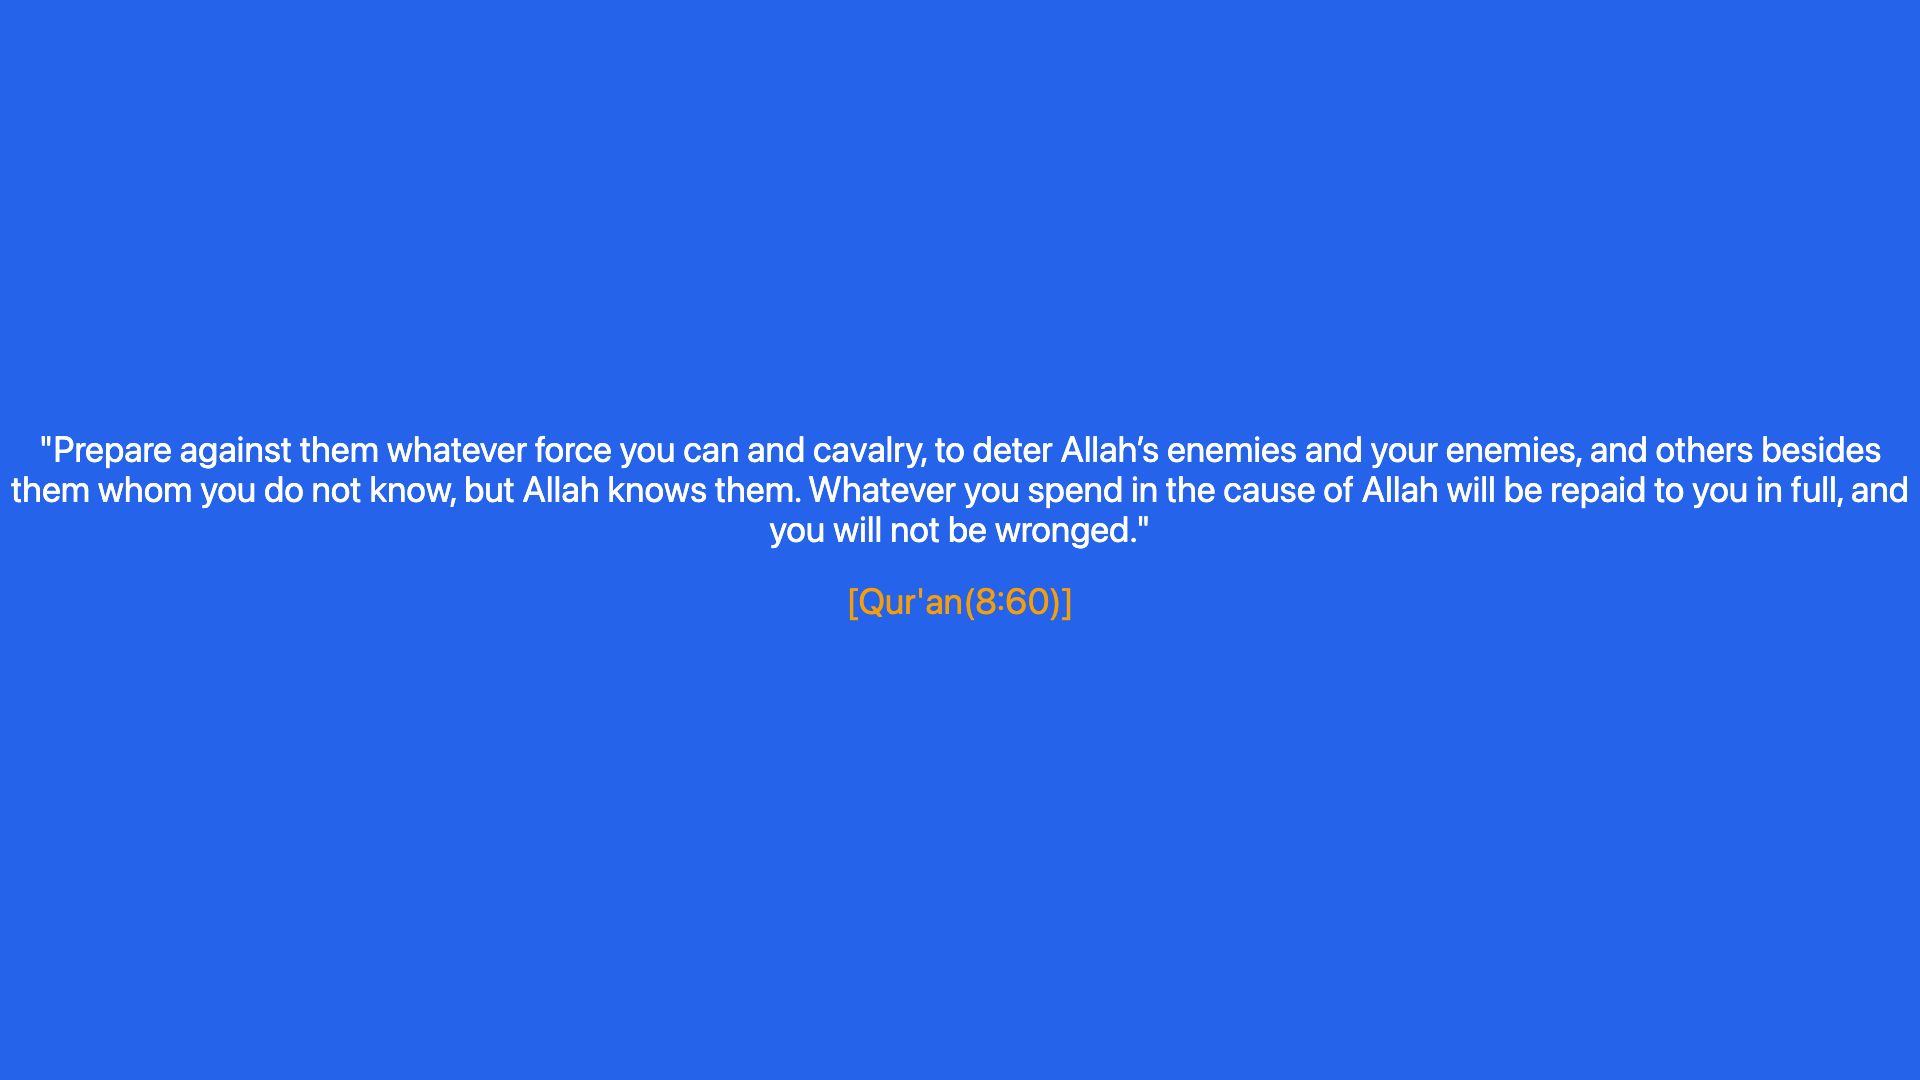 "Prepare against them whatever force you can and cavalry, to deter Allah’s enemies and your enemies, and others besides
them whom you do not know, but Allah knows them. Whatever you spend in the cause of Allah will be repaid to you in full, and
you will not be wronged."
[Qur'an(8:60)]